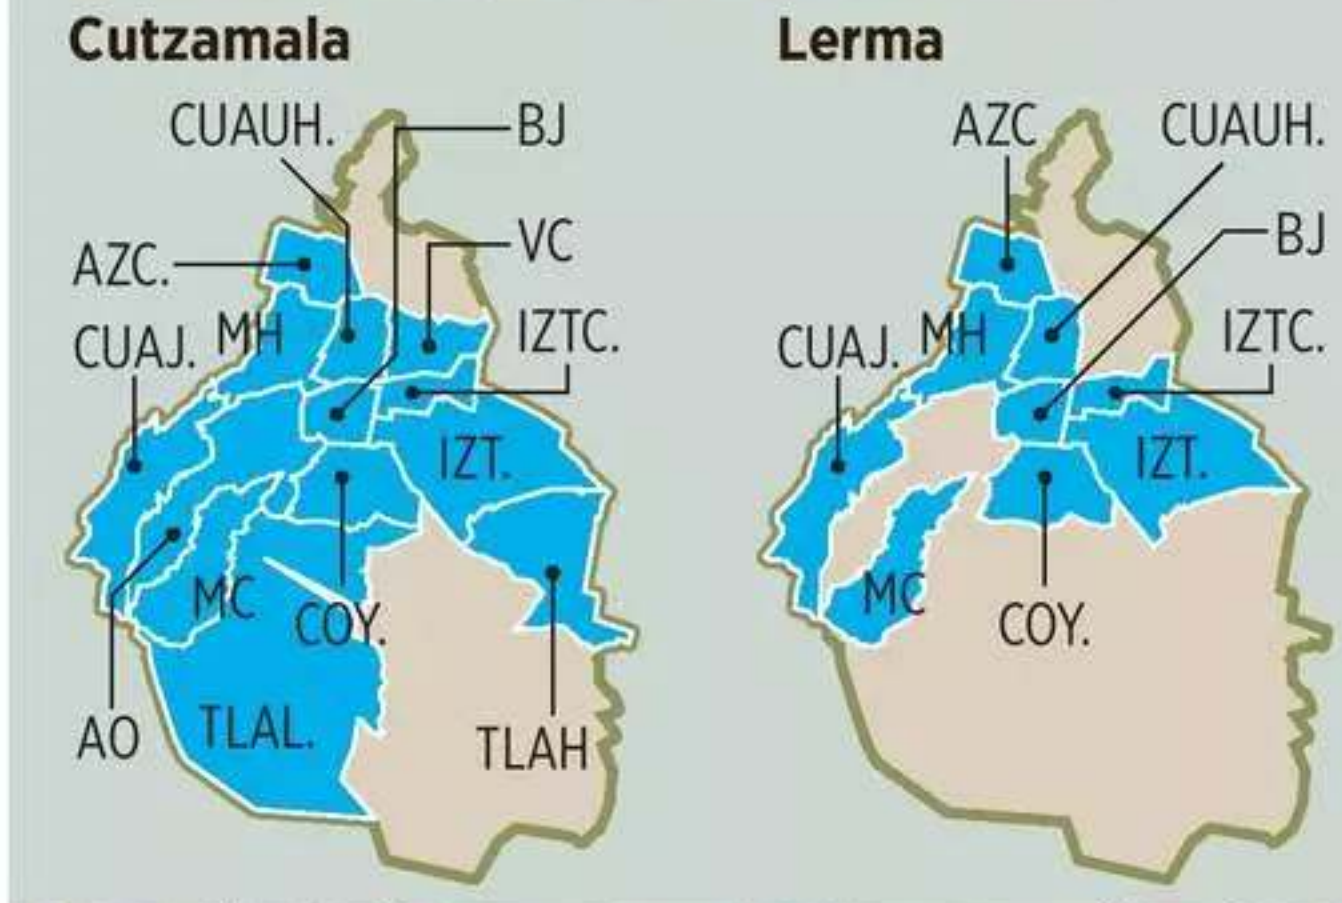 Cutzamala
CUAUH.
BJ
AZC.
VC
CUAJ.
MH
IZTC.
IZT.
MC
COY.
AO
TLAL.
TLAH
Lerma
AZC
CUAUH.
BJ
CUAJ.
MH
IZTC.
IZT.
MC
COY.